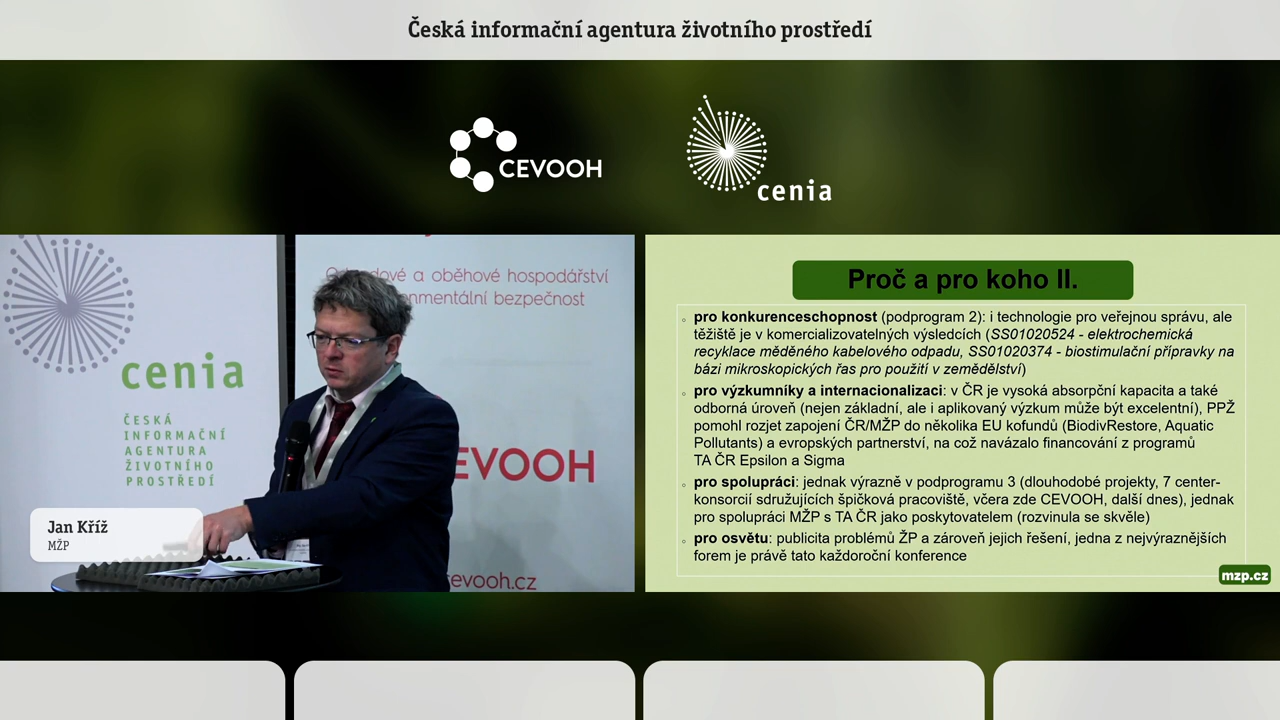 Česká informační agentura životního prostředí
CEVOOH
cenia
cenia
ČESKÁ
INFORMAČNÍ
AGENTURA
ŽIVOTNÍHO
PROSTŘEDÍ
oběhové hospodářství
bezpečnost
EVOOH
cevooh.cz
Jan Kříž
MŽP
Proč a pro koho II.
pro konkurenceschopnost (podprogram 2): i technologie pro veřejnou správu, ale
těžiště je v komercializovatelných výsledcích (SS01020524 - elektrochemická
recyklace měděného kabelového odpadu, SS01020374 - biostimulační přípravky na
bázi mikroskopických řas pro použití v zemědělství)
pro výzkumníky a internacionalizaci: v ČR je vysoká absorpční kapacita a také
odborná úroveň (nejen základní, ale i aplikovaný výzkum může být excelentní), PPŽ
pomohl rozjet zapojení ČR/MŽP do několika EU kofundů (BiodivRestore, Aquatic
Pollutants) a evropských partnerství, na což navázalo financování z programů
TA ČR Epsilon a Sigma
pro spolupráci: jednak výrazně v podprogramu 3 (dlouhodobé projekty, 7 center-
konsorcií sdružujících špičková pracoviště, včera zde CEVOOH, další dnes), jednak
pro spolupráci MŽP s TA ČR jako poskytovatelem (rozvinula se skvěle)
pro osvětu: publicita problémů ŽP a zároveň jejich řešení, jedna z nejvýraznějších
forem je právě tato každoroční konference
mzp.cz